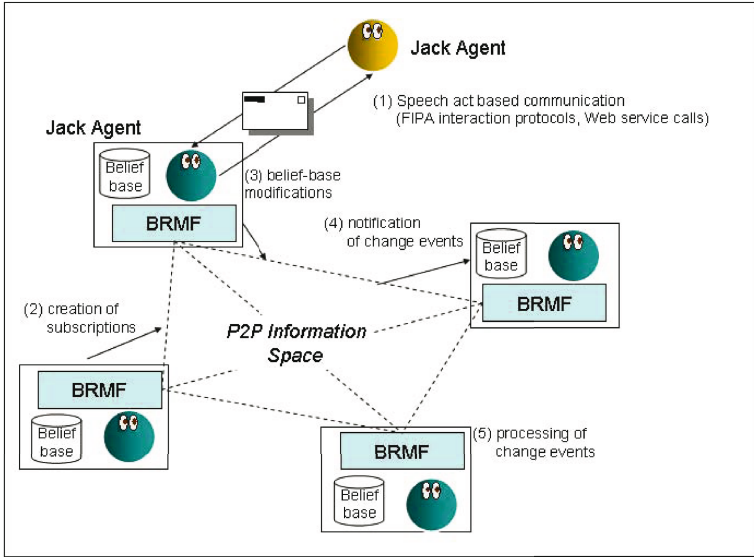 Jack Agent
(1) Speech act based communication
(FIPA interaction protocols, Web service calls)
Jack Agent
Belief
base
BRMF
(3) belief-base
modifications
(4) notification
of change events
Belief
base
BRMF
(2) creation of
subscriptions
P2P Information
Space
BRMF
Belief
base
BRMF
Belief
base
(5) processing of
change events